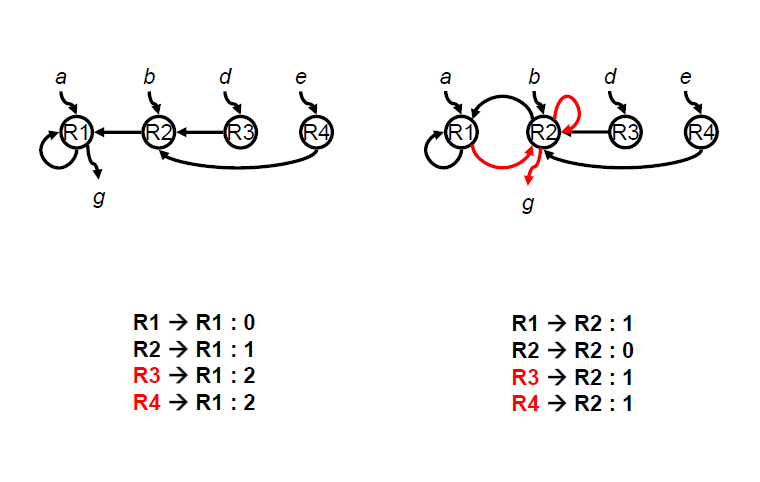 a b d e
R1 R2 R3 R4
g
R1 → R1 : 0
R2 → R1 : 1
R3 → R1 : 2
R4 → R1 : 2
a b d e
R1 R2 R3 R4
g
R1 → R2 : 1
R2 → R2 : 0
R3 → R2 : 1
R4 → R2 : 1